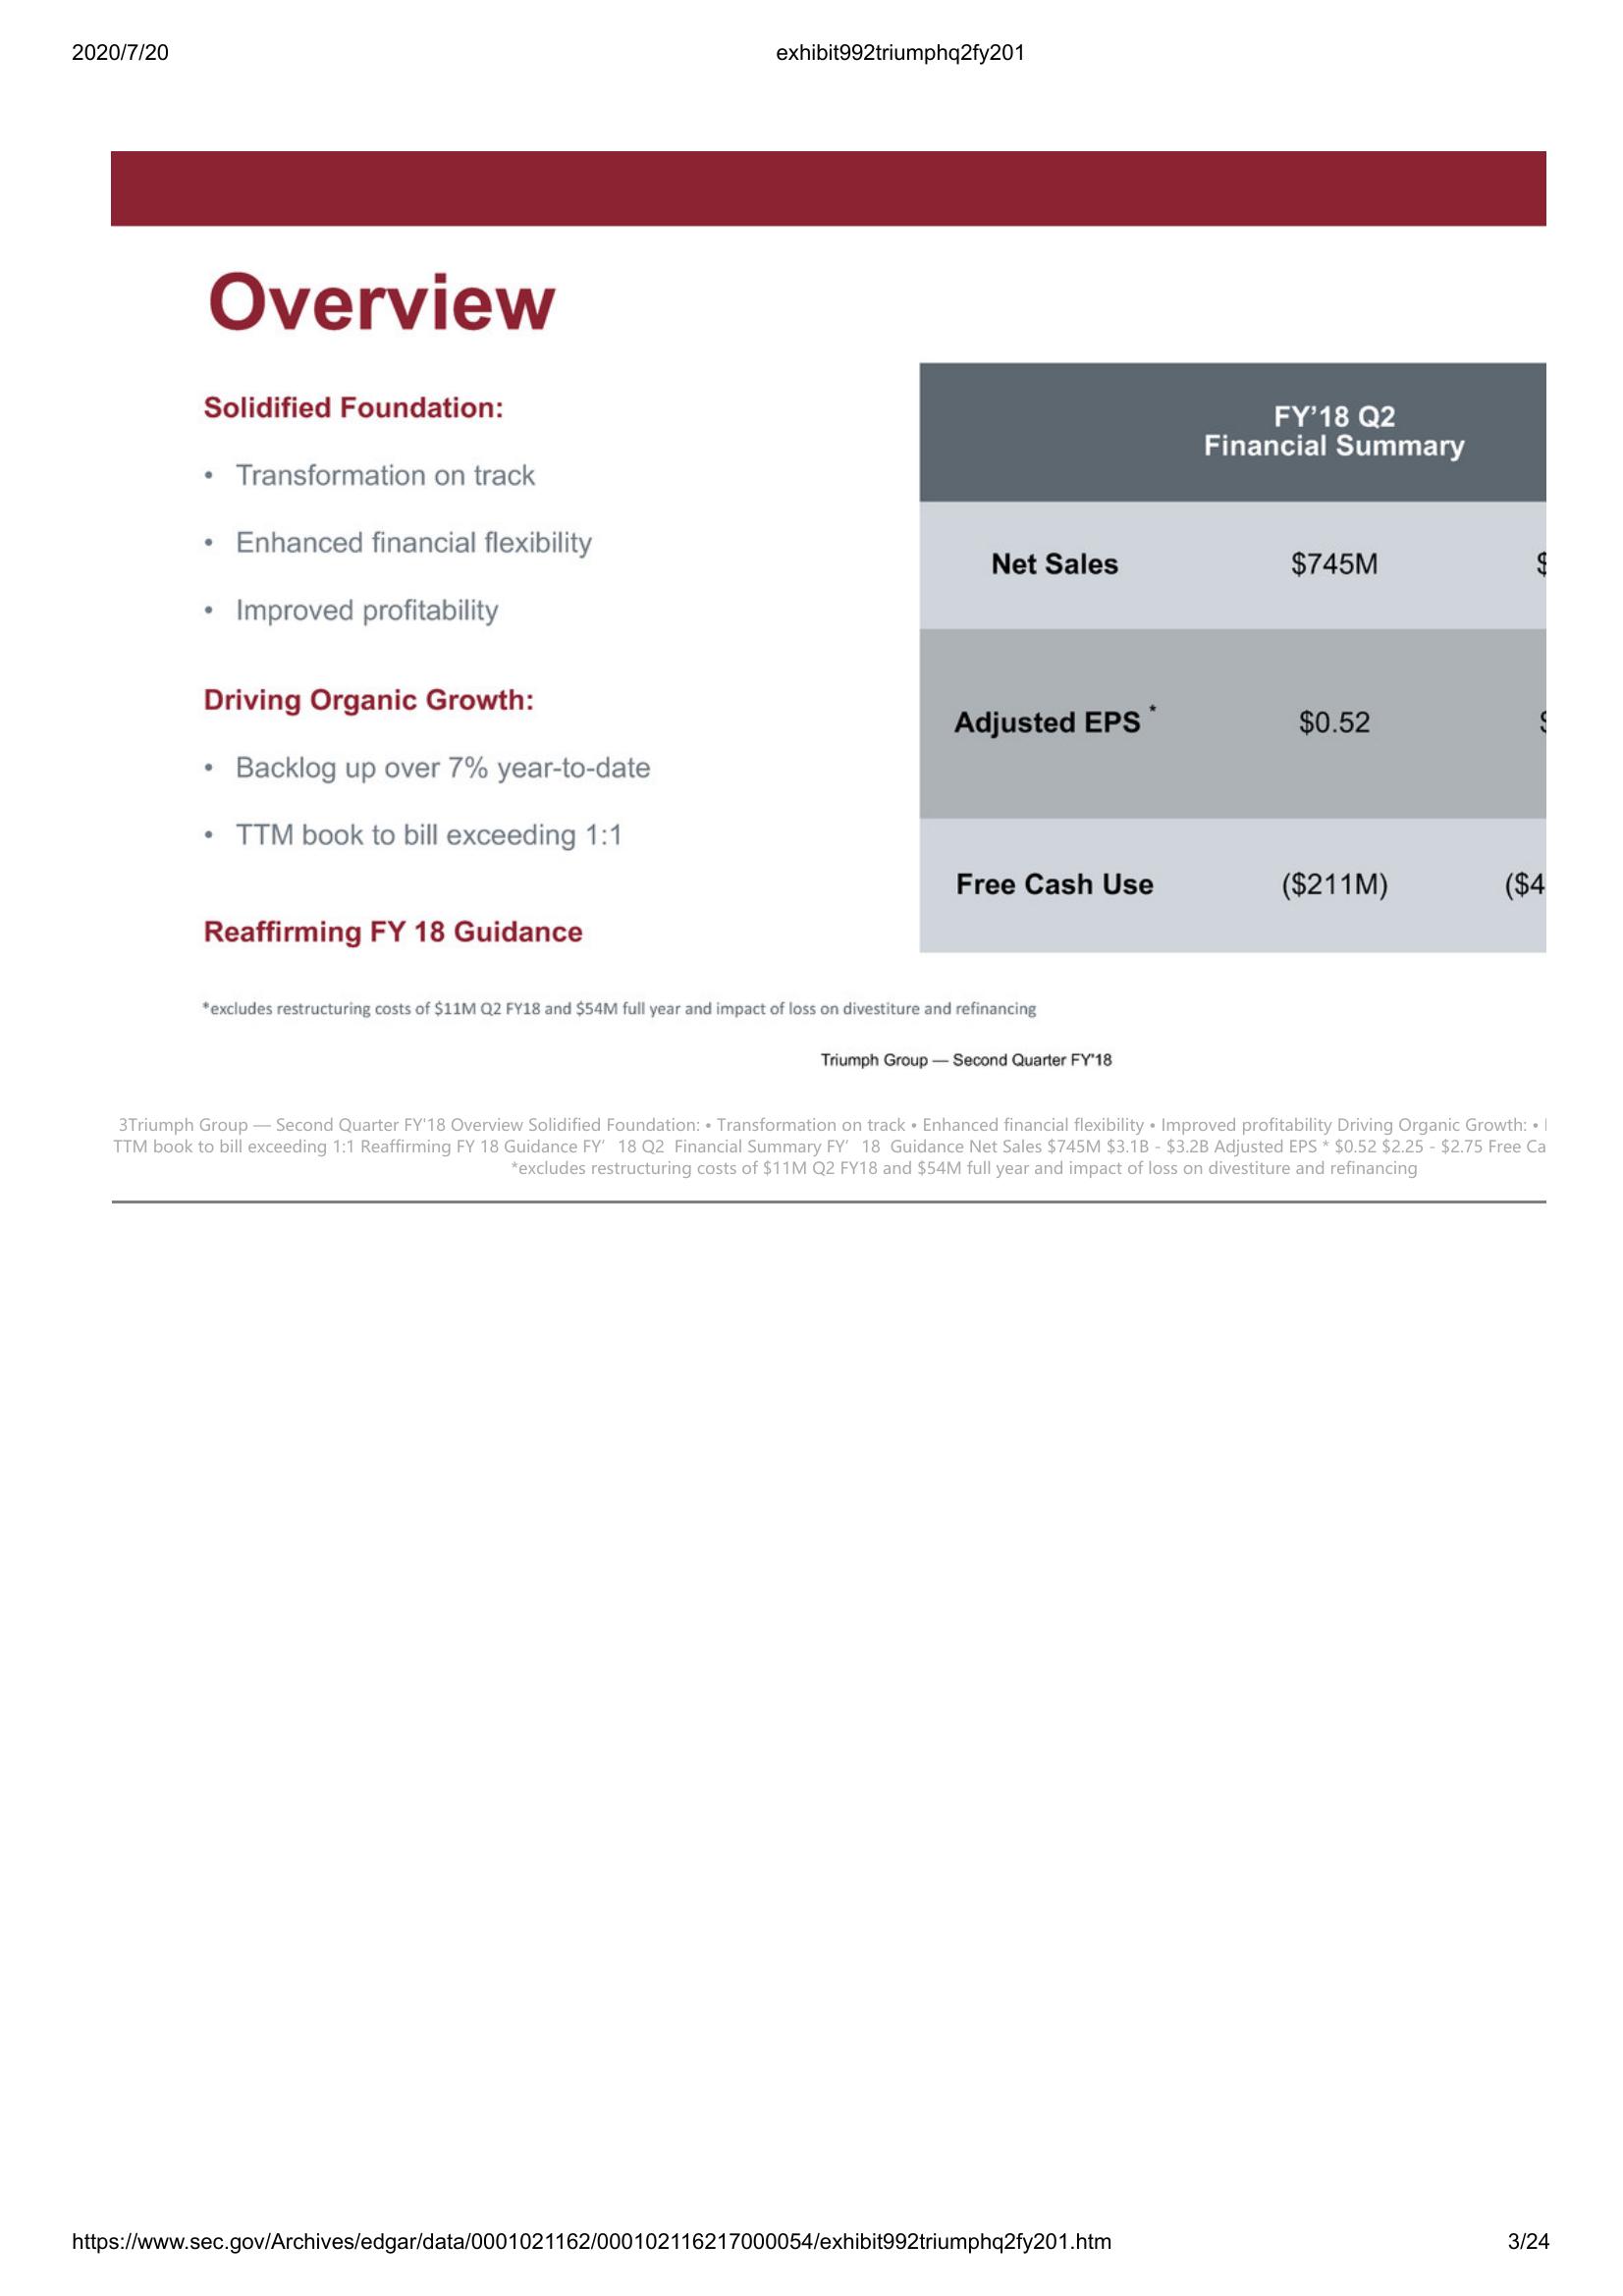 2020/7/20 exhibit992triumphq2fy201
Overview
Solidified Foundation:
• Transformation on track
• Enhanced financial flexibility
• Improved profitability
Driving Organic Growth:
• Backlog up over 7% year-to-date
• TTM book to bill exceeding 1:1
Reaffirming FY 18 Guidance
FY’18 Q2
Financial Summary
Net Sales $745M $
Adjusted EPS * $0.52 $
Free Cash Use ($211M) ($4
*excludes restructuring costs of $11M Q2 FY18 and $54M full year and impact of loss on divestiture and refinancing
Triumph Group — Second Quarter FY'18
3Triumph Group — Second Quarter FY'18 Overview Solidified Foundation: • Transformation on track • Enhanced financial flexibility • Improved profitability Driving Organic Growth: •
TTM book to bill exceeding 1:1 Reaffirming FY 18 Guidance FY’18 Q2 Financial Summary FY’18 Guidance Net Sales $745M $3.1B - $3.2B Adjusted EPS * $0.52 $2.25 - $2.75 Free Ca
*excludes restructuring costs of $11M Q2 FY18 and $54M full year and impact of loss on divestiture and refinancing
https://www.sec.gov/Archives/edgar/data/0001021162/000102116217000054/exhibit992triumphq2fy201.htm 3/24